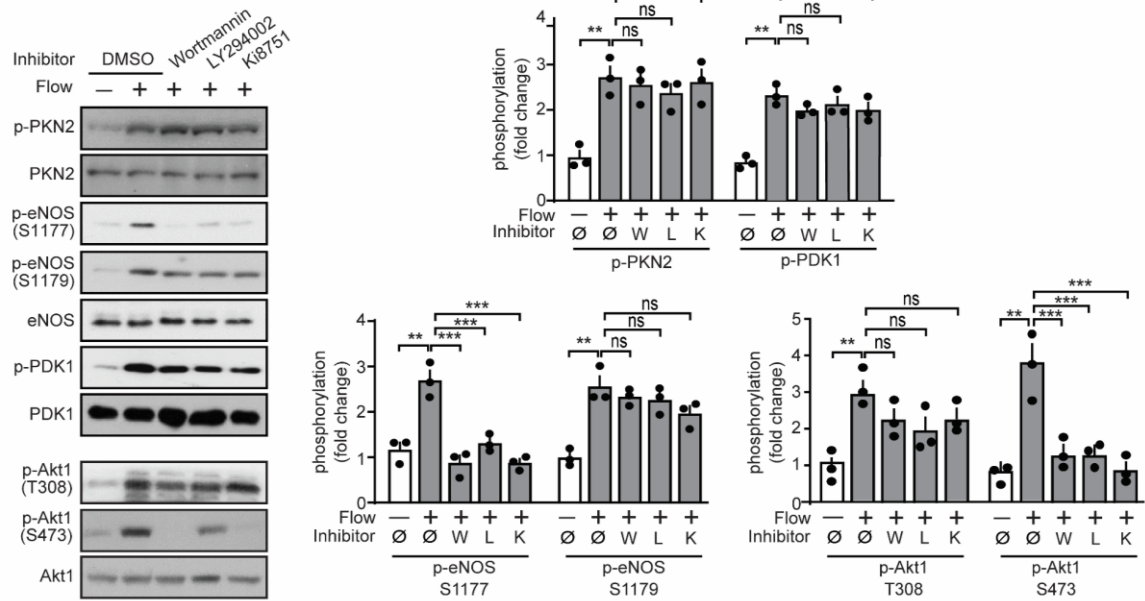 Inhibitor DMSO Wortmannin LY294002 Ki8751
Flow — + + + +
p-PKN2
PKN2
p-eNOS
(S1177)
p-eNOS
(S1179)
eNOS
p-PDK1
PDK1
p-Akt1
(T308)
p-Akt1
(S473)
Akt1
phosphorylation
(fold change)
4
3
2
1
0
** ns ns
** ns ns
Flow — + + + + — + + + +
Inhibitor Ø Ø W L K Ø Ø W L K
p-PKN2 p-PDK1
phosphorylation
(fold change)
4
3
2
1
0
** *** *** ***
** ns ns ns
Flow — + + + + — + + + +
Inhibitor Ø Ø W L K Ø Ø W L K
p-eNOS p-eNOS
S1177 S1179
phosphorylation
(fold change)
5
4
3
2
1
0
** ns ns ns
** *** *** ***
Flow — + + + + — + + + +
Inhibitor Ø Ø W L K Ø Ø W L K
p-Akt1 p-Akt1
T308 S473